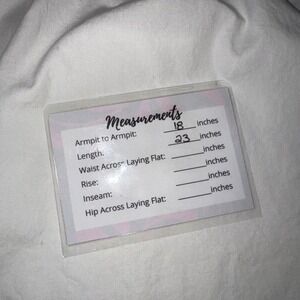 Measurements
Armpit to Armpit: 18 inches
Length: 23 inches
Waist Across Laying Flat: inches
Rise: inches
Inseam: inches
Hip Across Laying Flat: inches